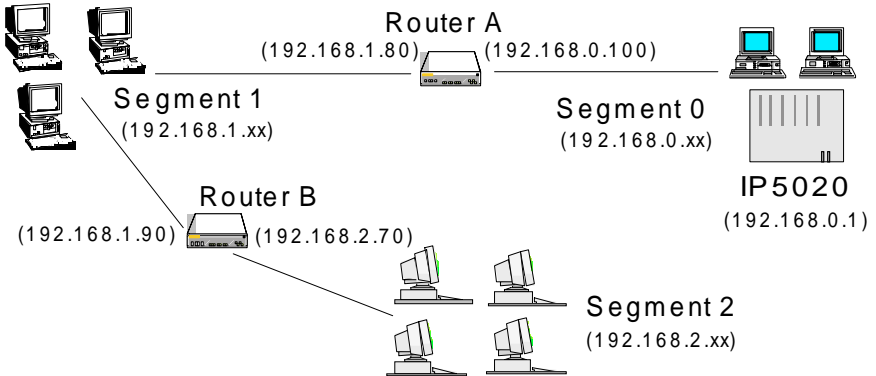 Router A
(192.168.1.80) (192.168.0.100)
Segment 1
(192.168.1.xx)
Segment 0
(192.168.0.xx)
IP5020
(192.168.0.1)
Router B
(192.168.1.90) (192.168.2.70)
Segment 2
(192.168.2.xx)